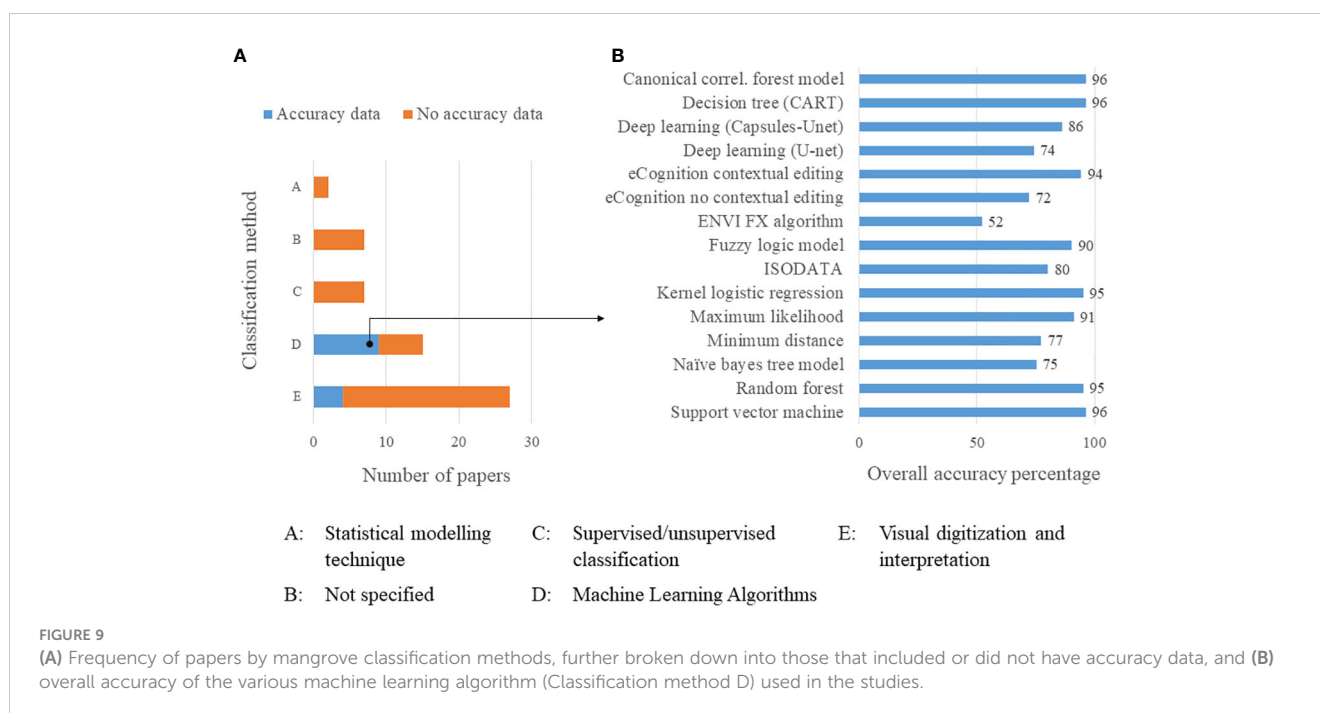 A
Accuracy data
No accuracy data
Classification method
A
B
C
D
E
0
10
20
30
Number of papers
B
Canonical correl. forest model 96
Decision tree (CART) 96
Deep learning (Capsules-Unet) 86
Deep learning (U-net) 74
eCognition contextual editing 94
eCognition no contextual editing 72
ENVI FX algorithm 52
Fuzzy logic model 90
ISODATA 80
Kernel logistic regression 95
Maximum likelihood 91
Minimum distance 77
Naïve bayes tree model 75
Random forest 95
Support vector machine 96
0
50
100
Overall accuracy percentage
A: Statistical modelling
technique
B: Not specified
C: Supervised/unsupervised
classification
D: Machine Learning Algorithms
E: Visual digitization and
interpretation
FIGURE 9
(A) Frequency of papers by mangrove classification methods, further broken down into those that included or did not have accuracy data, and (B)
overall accuracy of the various machine learning algorithm (Classification method D) used in the studies.